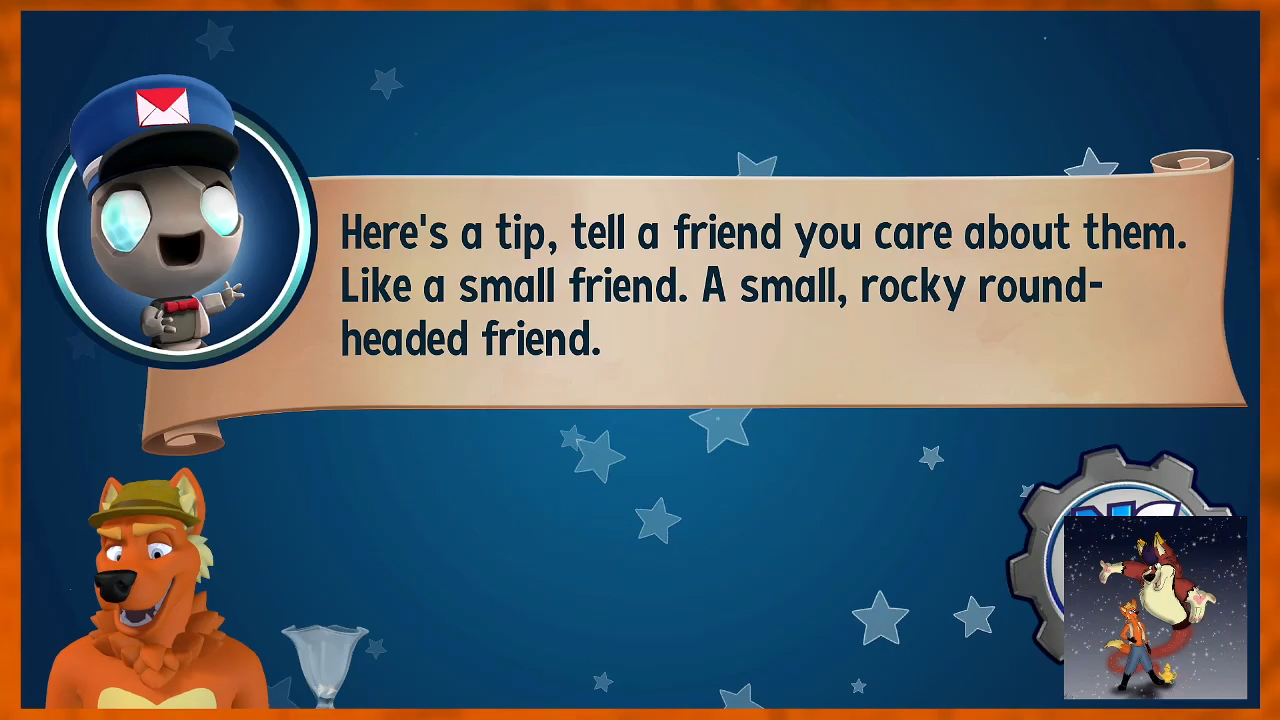 Here's a tip, tell a friend you care about them.
Like a small friend. A small, rocky round-
headed friend.